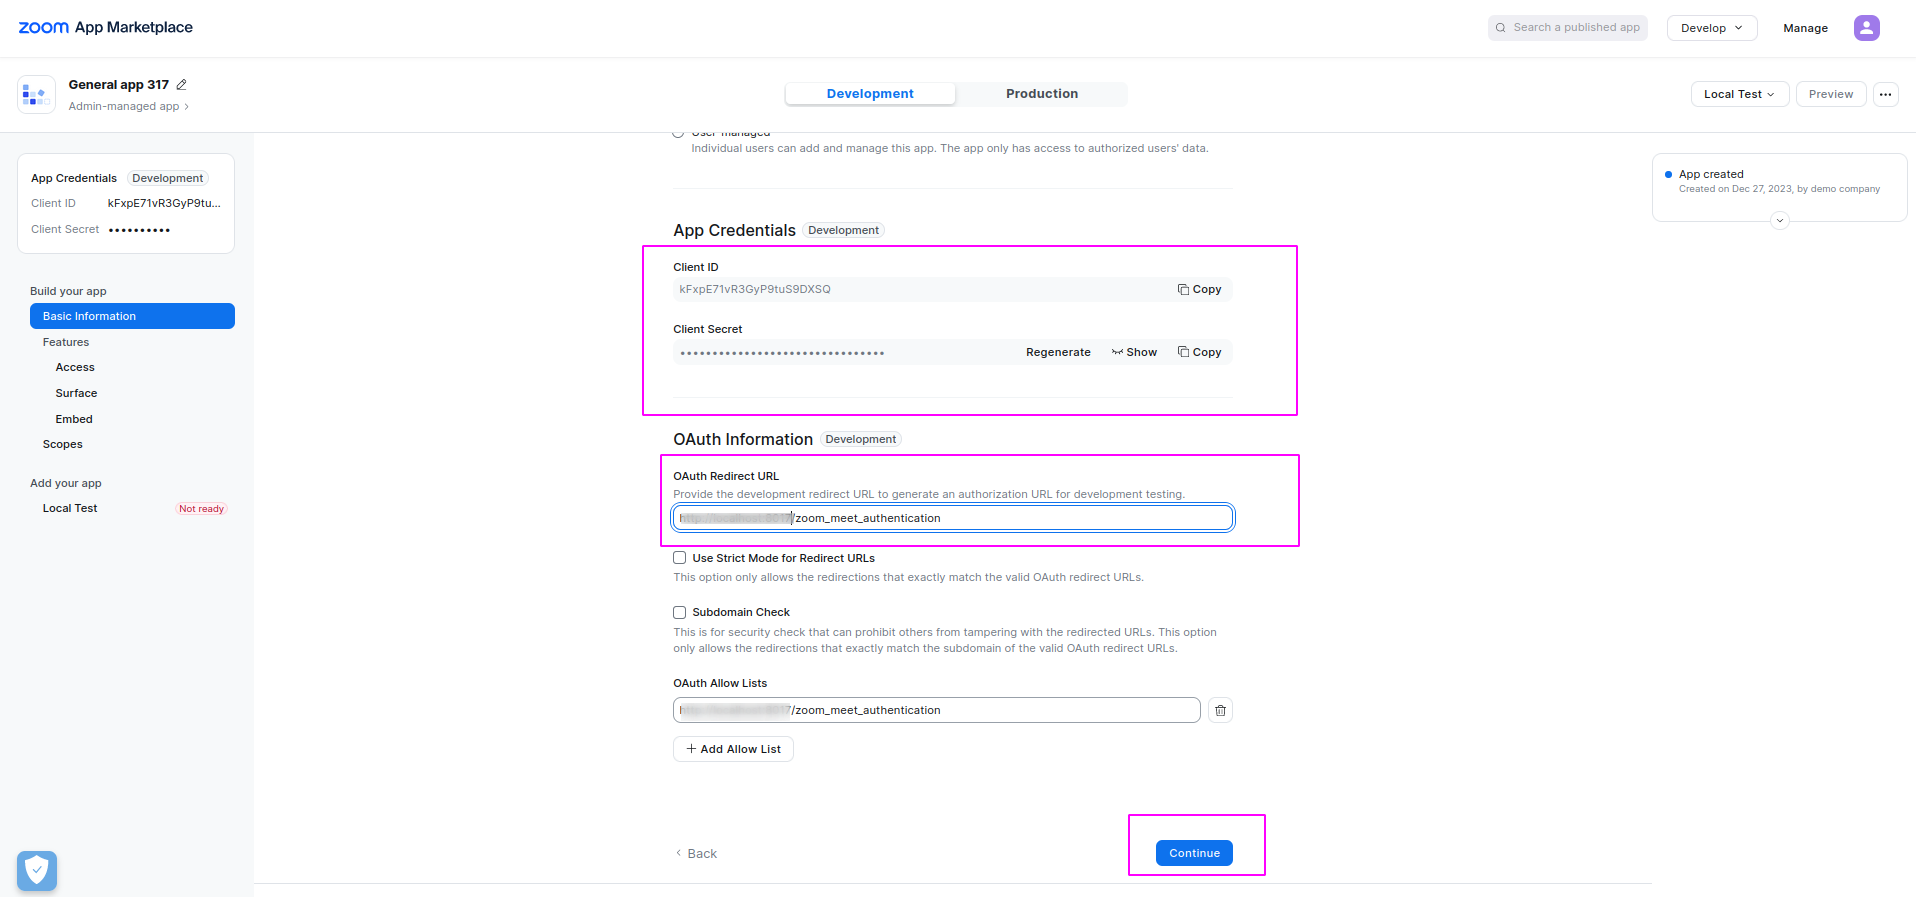 zoom App Marketplace
Search a published app
Develop
Manage
General app 317
Admin-managed app
Development
Production
Local Test
Preview
App Credentials Development
Client ID kFxpE71vR3GyP9tu...
Client Secret ••••••••••
Build your app
Basic Information
Features
Access
Surface
Embed
Scopes
Add your app
Local Test Not ready
User-managed
Individual users can add and manage this app. The app only has access to authorized users' data.
App Credentials Development
Client ID
kFxpE71vR3GyP9tuS9DXSQ Copy
Client Secret
•••••••••••••••••••••••••••••••• Regenerate Show Copy
OAuth Information Development
OAuth Redirect URL
Provide the development redirect URL to generate an authorization URL for development testing.
/zoom_meet_authentication
Use Strict Mode for Redirect URLs
This option only allows the redirections that exactly match the valid OAuth redirect URLs.
Subdomain Check
This is for security check that can prohibit others from tampering with the redirected URLs. This option
only allows the redirections that exactly match the subdomain of the valid OAuth redirect URLs.
OAuth Allow Lists
/zoom_meet_authentication
+ Add Allow List
Back
Continue
App created
Created on Dec 27, 2023, by demo company